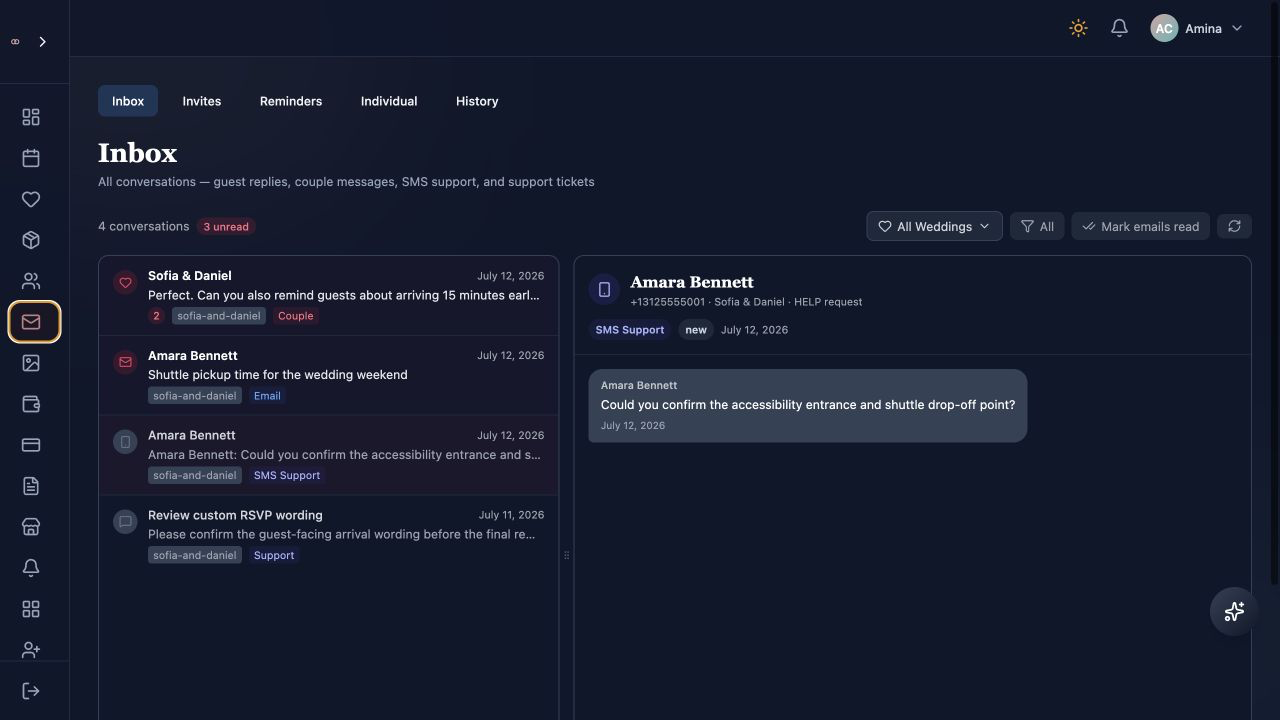 AC Amina
Inbox Invites Reminders Individual History
Inbox
All conversations — guest replies, couple messages, SMS support, and support tickets
4 conversations 3 unread
All Weddings All Mark emails read
Sofia & Daniel July 12, 2026
Perfect. Can you also remind guests about arriving 15 minutes earl...
2 sofia-and-daniel Couple
Amara Bennett July 12, 2026
Shuttle pickup time for the wedding weekend
sofia-and-daniel Email
Amara Bennett July 12, 2026
Amara Bennett: Could you confirm the accessibility entrance and s...
sofia-and-daniel SMS Support
Review custom RSVP wording July 11, 2026
Please confirm the guest-facing arrival wording before the final re...
sofia-and-daniel Support
Amara Bennett
+13125555001 · Sofia & Daniel · HELP request
SMS Support new July 12, 2026
Amara Bennett
Could you confirm the accessibility entrance and shuttle drop-off point?
July 12, 2026